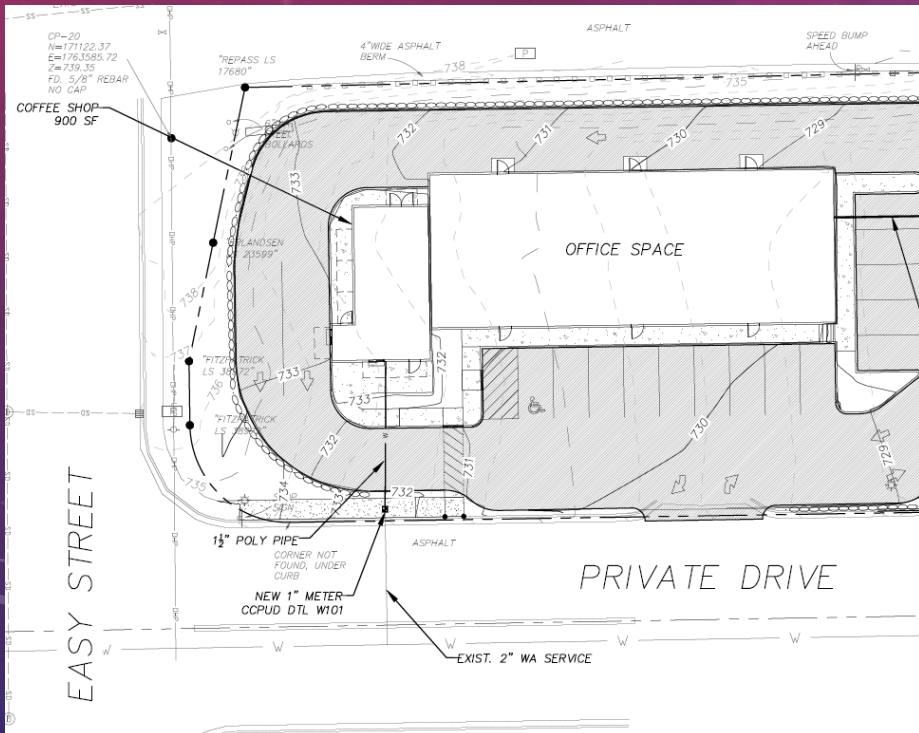 SS
SS
SS
ASPHALT
CP-20
N=171122.37
E=1763585.72
Z=739.35
FD. 5/8" REBAR
NO CAP
"REPASS LS
17680"
4"WIDE ASPHALT
BERM
738
P
735
SPEED BUMP
AHEAD
COFFEE SHOP
900 SF
BOLLARDS
732
731
730
729
733
OFFICE SPACE
23599"
738
736
733
732
733
732
730
729
731
"FITZPATRICK
"FITZPATRICK
735
734
732
SIGN
1½" POLY PIPE
ASPHALT
CORNER NOT
FOUND, UNDER
CURB
NEW 1" METER
CCPUD DTL W101
EASY STREET
PRIVATE DRIVE
W
W
W
W
W
EXIST. 2" WA SERVICE